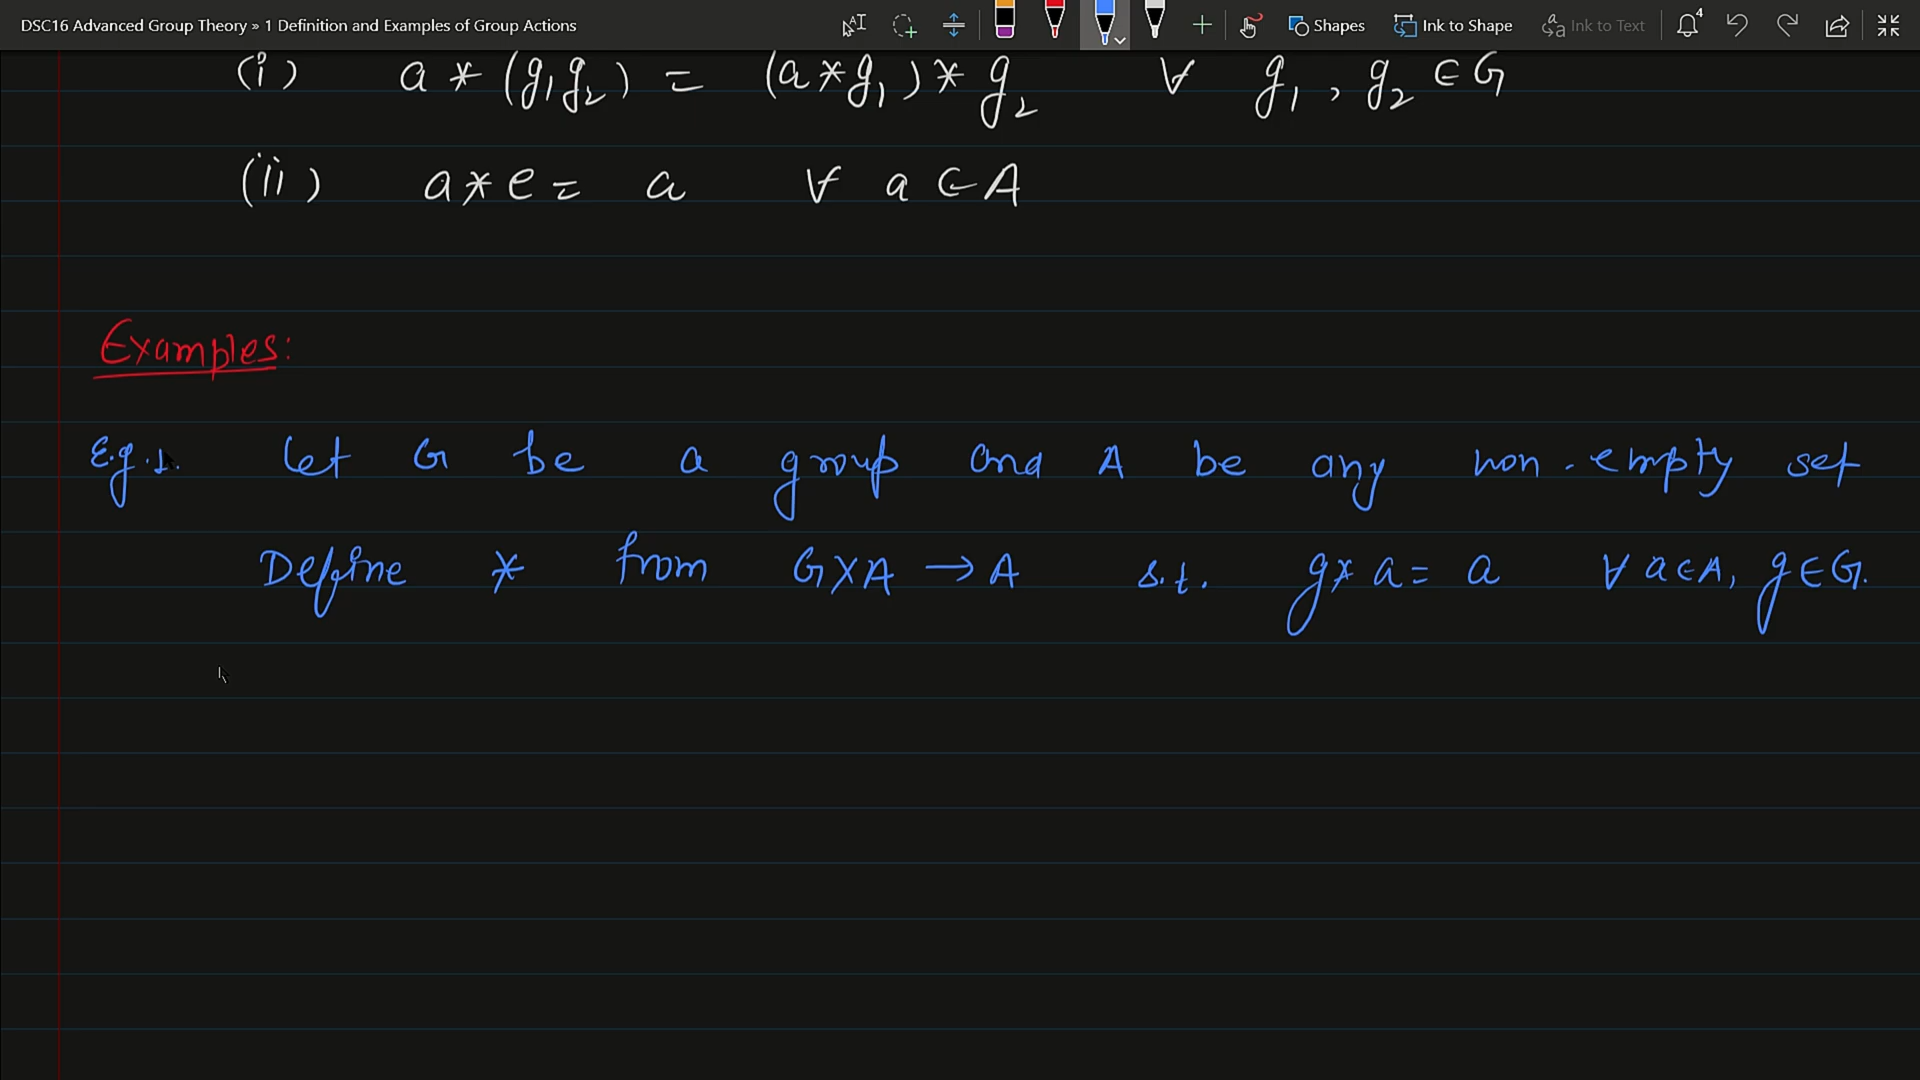 DSC16 Advanced Group Theory » 1 Definition and Examples of Group Actions
Shapes
Ink to Shape
Ink to Text
4
(i) a * (g₁g₂) = (a * g₁) * g₂ ∀ g₁, g₂ ∈ G
(ii) a * e = a ∀ a ∈ A
Examples:
E.g.1. Let G be a group and A be any non-empty set
Define * from G×A → A s.t. g * a = a ∀ a ∈ A, g ∈ G.